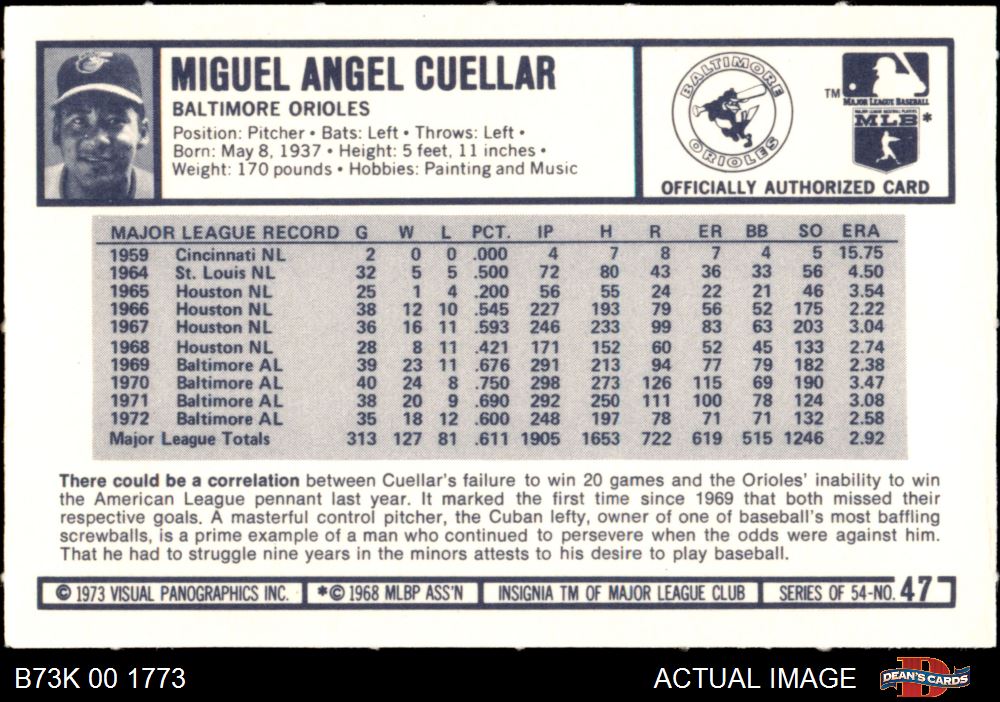 MIGUEL ANGEL CUELLAR
BALTIMORE ORIOLES
Position: Pitcher • Bats: Left • Throws: Left •
Born: May 8, 1937 • Height: 5 feet, 11 inches •
Weight: 170 pounds • Hobbies: Painting and Music
BALTIMORE
ORIOLES
TM
MAJOR LEAGUE BASEBALL
MAJOR LEAGUE BASEBALL PLAYERS
MLB *
OFFICIALLY AUTHORIZED CARD
MAJOR LEAGUE RECORD G W L PCT. IP H R ER BB SO ERA
1959 Cincinnati NL 2 0 0 .000 4 7 8 7 4 5 15.75
1964 St. Louis NL 32 5 5 .500 72 80 43 36 33 56 4.50
1965 Houston NL 25 1 4 .200 56 55 24 22 21 46 3.54
1966 Houston NL 38 12 10 .545 227 193 79 56 52 175 2.22
1967 Houston NL 36 16 11 .593 246 233 99 83 63 203 3.04
1968 Houston NL 28 8 11 .421 171 152 60 52 45 133 2.74
1969 Baltimore AL 39 23 11 .676 291 213 94 77 79 182 2.38
1970 Baltimore AL 40 24 8 .750 298 273 126 115 69 190 3.47
1971 Baltimore AL 38 20 9 .690 292 250 111 100 78 124 3.08
1972 Baltimore AL 35 18 12 .600 248 197 78 71 71 132 2.58
Major League Totals 313 127 81 .611 1905 1653 722 619 515 1246 2.92
There could be a correlation between Cuellar's failure to win 20 games and the Orioles' inability to win
the American League pennant last year. It marked the first time since 1969 that both missed their
respective goals. A masterful control pitcher, the Cuban lefty, owner of one of baseball's most baffling
screwballs, is a prime example of a man who continued to persevere when the odds were against him.
That he had to struggle nine years in the minors attests to his desire to play baseball.
© 1973 VISUAL PANOGRAPHICS INC. *© 1968 MLBP ASS'N INSIGNIA TM OF MAJOR LEAGUE CLUB SERIES OF 54-NO. 47
B73K 00 1773 ACTUAL IMAGE DEAN'S CARDS